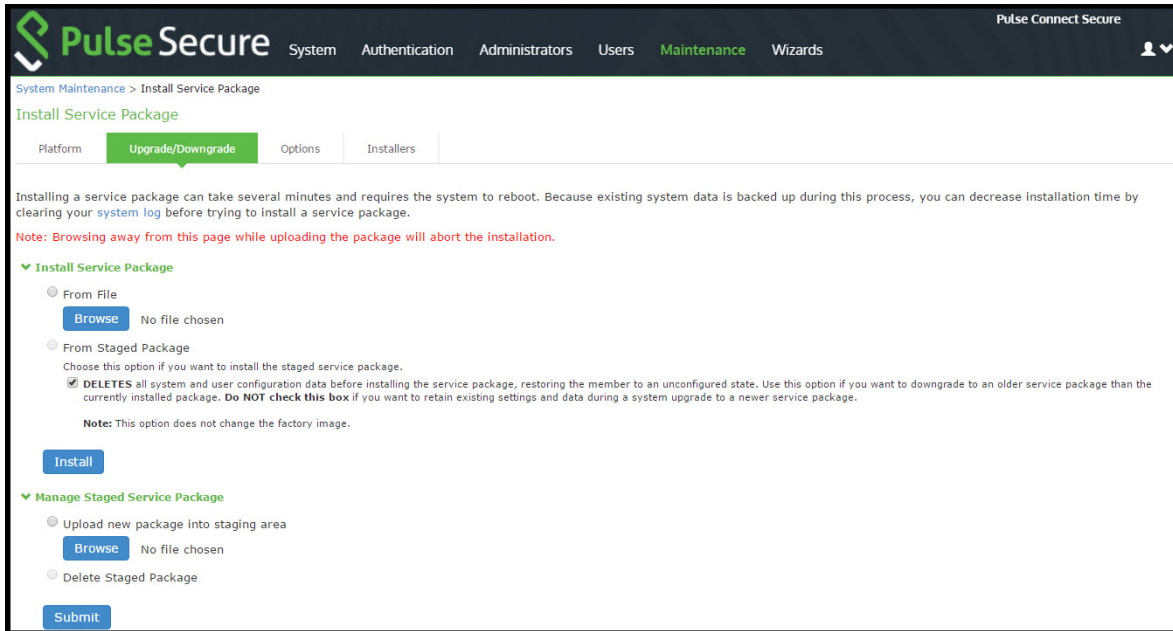 Pulse Connect Secure
Pulse Secure System Authentication Administrators Users Maintenance Wizards
System Maintenance > Install Service Package
Install Service Package
Platform Upgrade/Downgrade Options Installers
Installing a service package can take several minutes and requires the system to reboot. Because existing system data is backed up during this process, you can decrease installation time by
clearing your system log before trying to install a service package.
Note: Browsing away from this page while uploading the package will abort the installation.
Install Service Package
From File
Browse No file chosen
From Staged Package
Choose this option if you want to install the staged service package.
DELETES all system and user configuration data before installing the service package, restoring the member to an unconfigured state. Use this option if you want to downgrade to an older service package than the
currently installed package. Do NOT check this box if you want to retain existing settings and data during a system upgrade to a newer service package.
Note: This option does not change the factory image.
Install
Manage Staged Service Package
Upload new package into staging area
Browse No file chosen
Delete Staged Package
Submit